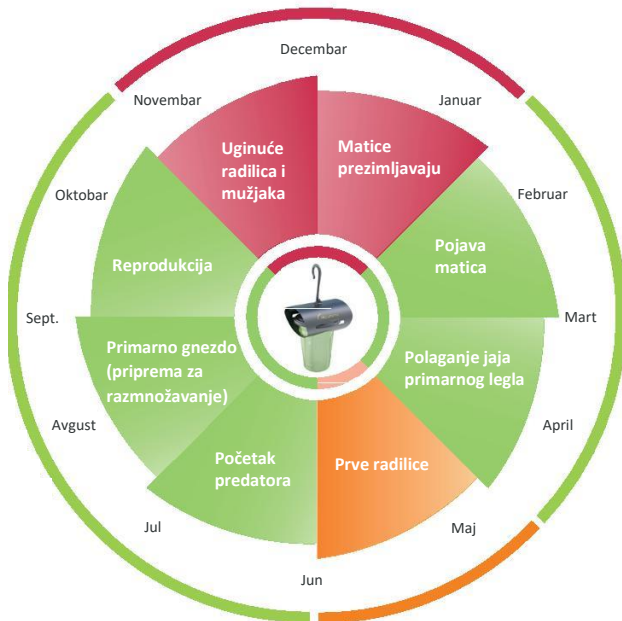 Decembar
Januar
Februar
Mart
April
Maj
Jun
Jul
Avgust
Sept.
Oktobar
Novembar
Uginuće
radilica i
mužjaka
Matice
prezimljavaju
Pojava
matica
Polaganje jaja
primarnog legla
Prve radilice
Početak
predatora
Primarno gnezdo
(priprema za
razmnožavanje)
Reprodukcija